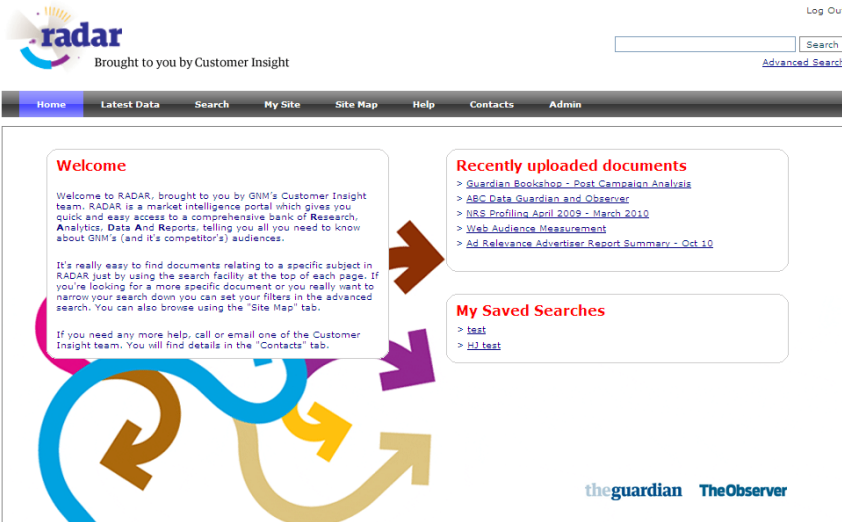 Log Out
radar
Brought to you by Customer Insight
Search
Advanced Search
Home Latest Data Search My Site Site Map Help Contacts Admin
Welcome
Welcome to RADAR, brought to you by GNM's Customer Insight
team. RADAR is a market intelligence portal which gives you
quick and easy access to a comprehensive bank of Research,
Analytics, Data And Reports, telling you all you need to know
about GNM's (and it's competitor's) audiences.
It's really easy to find documents relating to a specific subject in
RADAR just by using the search facility at the top of each page. If
you're looking for a more specific document or you really want to
narrow your search down you can set your filters in the advanced
search. You can also browse using the "Site Map" tab.
If you need any more help, call or email one of the Customer
Insight team. You will find details in the "Contacts" tab.
Recently uploaded documents
> Guardian Bookshop - Post Campaign Analysis
> ABC Data Guardian and Observer
> NRS Profiling April 2009 - March 2010
> Web Audience Measurement
> Ad Relevance Advertiser Report Summary - Oct 10
My Saved Searches
> test
> HJ test
theguardian TheObserver